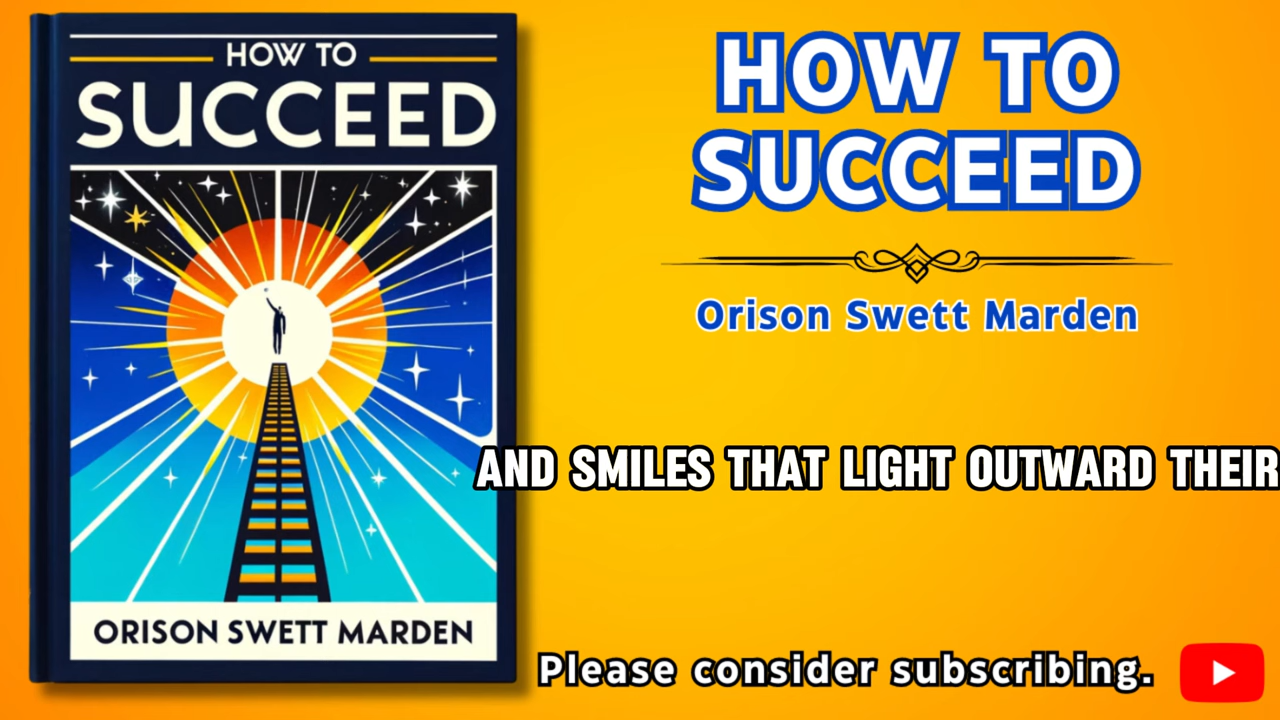 HOW TO
SUCCEED
ORISON SWETT MARDEN
HOW TO
SUCCEED
Orison Swett Marden
AND SMILES THAT LIGHT OUTWARD THEIR
Please consider subscribing.